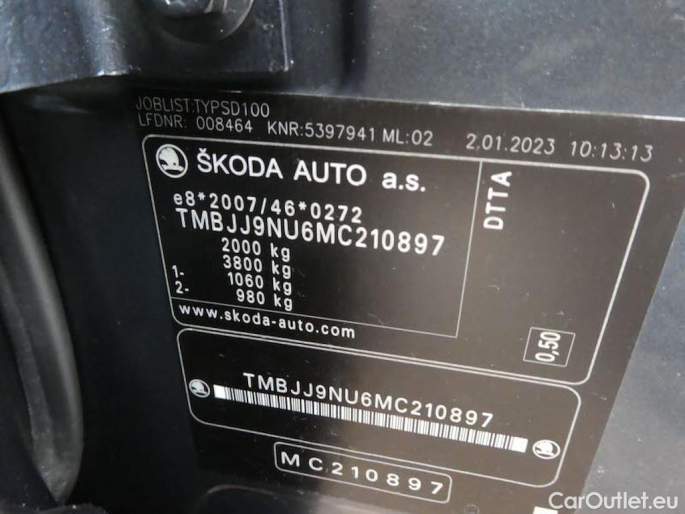 JOBLIST:TYPSD100
LFDNR: 008464 KNR:5397941 ML:02 2.01.2023 10:13:13
ŠKODA AUTO a.s.
e8*2007/46*0272
TMBJJ9NU6MC210897
2000 kg
3800 kg
1- 1060 kg
2- 980 kg
www.skoda-auto.com
DTTA
0,50
TMBJJ9NU6MC210897
MC210897
CarOutlet.eu